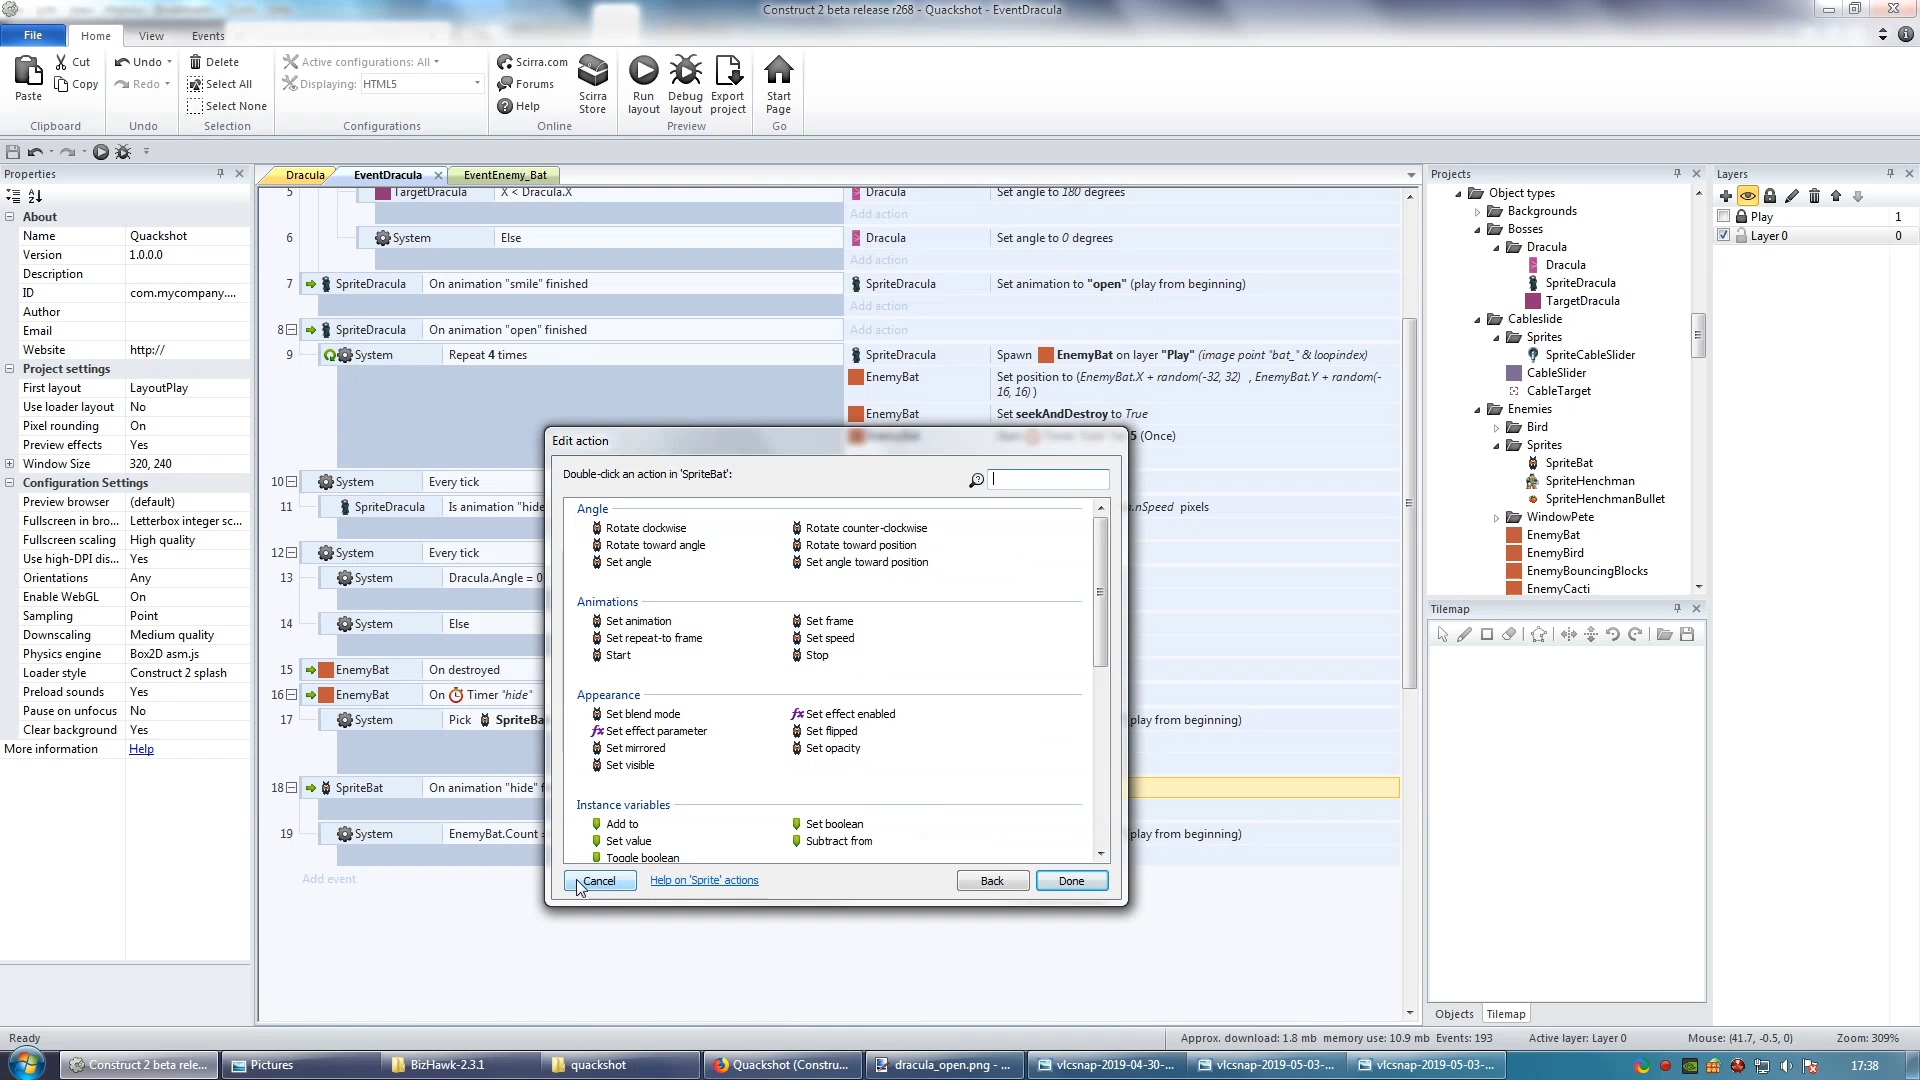 Construct 2 beta release r268 - Quackshot - EventDracula
File
Home
View
Events
Paste
Cut
Copy
Clipboard
Undo
Redo
Undo
Delete
Select All
Select None
Selection
Active configurations: All
Displaying: HTML5
Configurations
Scirra.com
Forums
Help
Scirra Store
Online
Run layout
Debug layout
Export project
Preview
Start Page
Go
Properties
About
Name Quackshot
Version 1.0.0.0
Description
ID com.mycompany....
Author
Email
Website http://
Project settings
First layout LayoutPlay
Use loader layout No
Pixel rounding On
Preview effects Yes
Window Size 320, 240
Configuration Settings
Preview browser (default)
Fullscreen in bro... Letterbox integer sc...
Fullscreen scaling High quality
Use high-DPI dis... Yes
Orientations Any
Enable WebGL On
Sampling Point
Downscaling Medium quality
Physics engine Box2D asm.js
Loader style Construct 2 splash
Preload sounds Yes
Pause on unfocus No
Clear background Yes
More information Help
Dracula
EventDracula
EventEnemy_Bat
5 TargetDracula X < Dracula.X Dracula Set angle to 180 degrees
Add action
6 System Else Dracula Set angle to 0 degrees
Add action
7 SpriteDracula On animation "smile" finished SpriteDracula Set animation to "open" (play from beginning)
Add action
8 SpriteDracula On animation "open" finished Add action
9 System Repeat 4 times SpriteDracula Spawn EnemyBat on layer "Play" (image point "bat_" & loopindex)
EnemyBat Set position to (EnemyBat.X + random(-32, 32) , EnemyBat.Y + random(-
16, 16) )
EnemyBat Set seekAndDestroy to True
5 (Once)
10 System Every tick
11 SpriteDracula Is animation "hide .nSpeed pixels
12 System Every tick
13 System Dracula.Angle = 0
14 System Else
15 EnemyBat On destroyed
16 EnemyBat On Timer "hide"
17 System Pick SpriteBa play from beginning)
18 SpriteBat On animation "hide" f
19 System EnemyBat.Count = play from beginning)
Add event
Edit action
Double-click an action in 'SpriteBat':
Angle
Rotate clockwise Rotate counter-clockwise
Rotate toward angle Rotate toward position
Set angle Set angle toward position
Animations
Set animation Set frame
Set repeat-to frame Set speed
Start Stop
Appearance
Set blend mode Set effect enabled
Set effect parameter Set flipped
Set mirrored Set opacity
Set visible
Instance variables
Add to Set boolean
Set value Subtract from
Toggle boolean
Cancel
Help on 'Sprite' actions
Back
Done
Projects
Object types
Backgrounds
Bosses
Dracula
Dracula
SpriteDracula
TargetDracula
Cableslide
Sprites
SpriteCableSlider
CableSlider
CableTarget
Enemies
Bird
Sprites
SpriteBat
SpriteHenchman
SpriteHenchmanBullet
WindowPete
EnemyBat
EnemyBird
EnemyBouncingBlocks
EnemyCacti
Tilemap
Objects
Tilemap
Layers
Play 1
Layer 0 0
Ready
Approx. download: 1.8 mb memory use: 10.9 mb Events: 193
Active layer: Layer 0
Mouse: (41.7, -0.5, 0)
Zoom: 309%
Construct 2 beta rele...
Pictures
BizHawk-2.3.1
quackshot
Quackshot (Constru...
dracula_open.png - ...
vlcsnap-2019-04-30-...
vlcsnap-2019-05-03-...
vlcsnap-2019-05-03-...
17:38